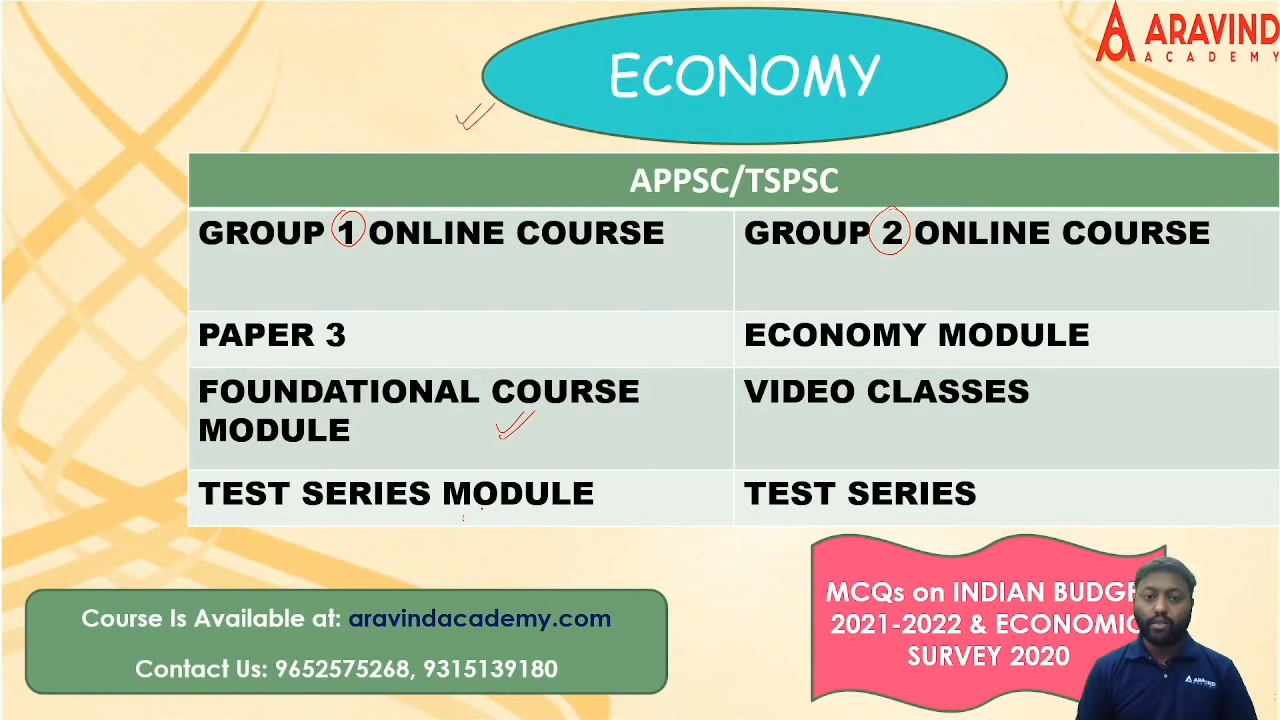 ECONOMY
ARAVIND
ACADEMY
APPSC/TSPSC
GROUP 1 ONLINE COURSE
GROUP 2 ONLINE COURSE
PAPER 3
ECONOMY MODULE
FOUNDATIONAL COURSE
MODULE
VIDEO CLASSES
TEST SERIES MODULE
TEST SERIES
Course Is Available at: aravindacademy.com
Contact Us: 9652575268, 9315139180
MCQs on INDIAN
2021-2022 & ECONOMIC
SURVEY 2020
ARAVIND